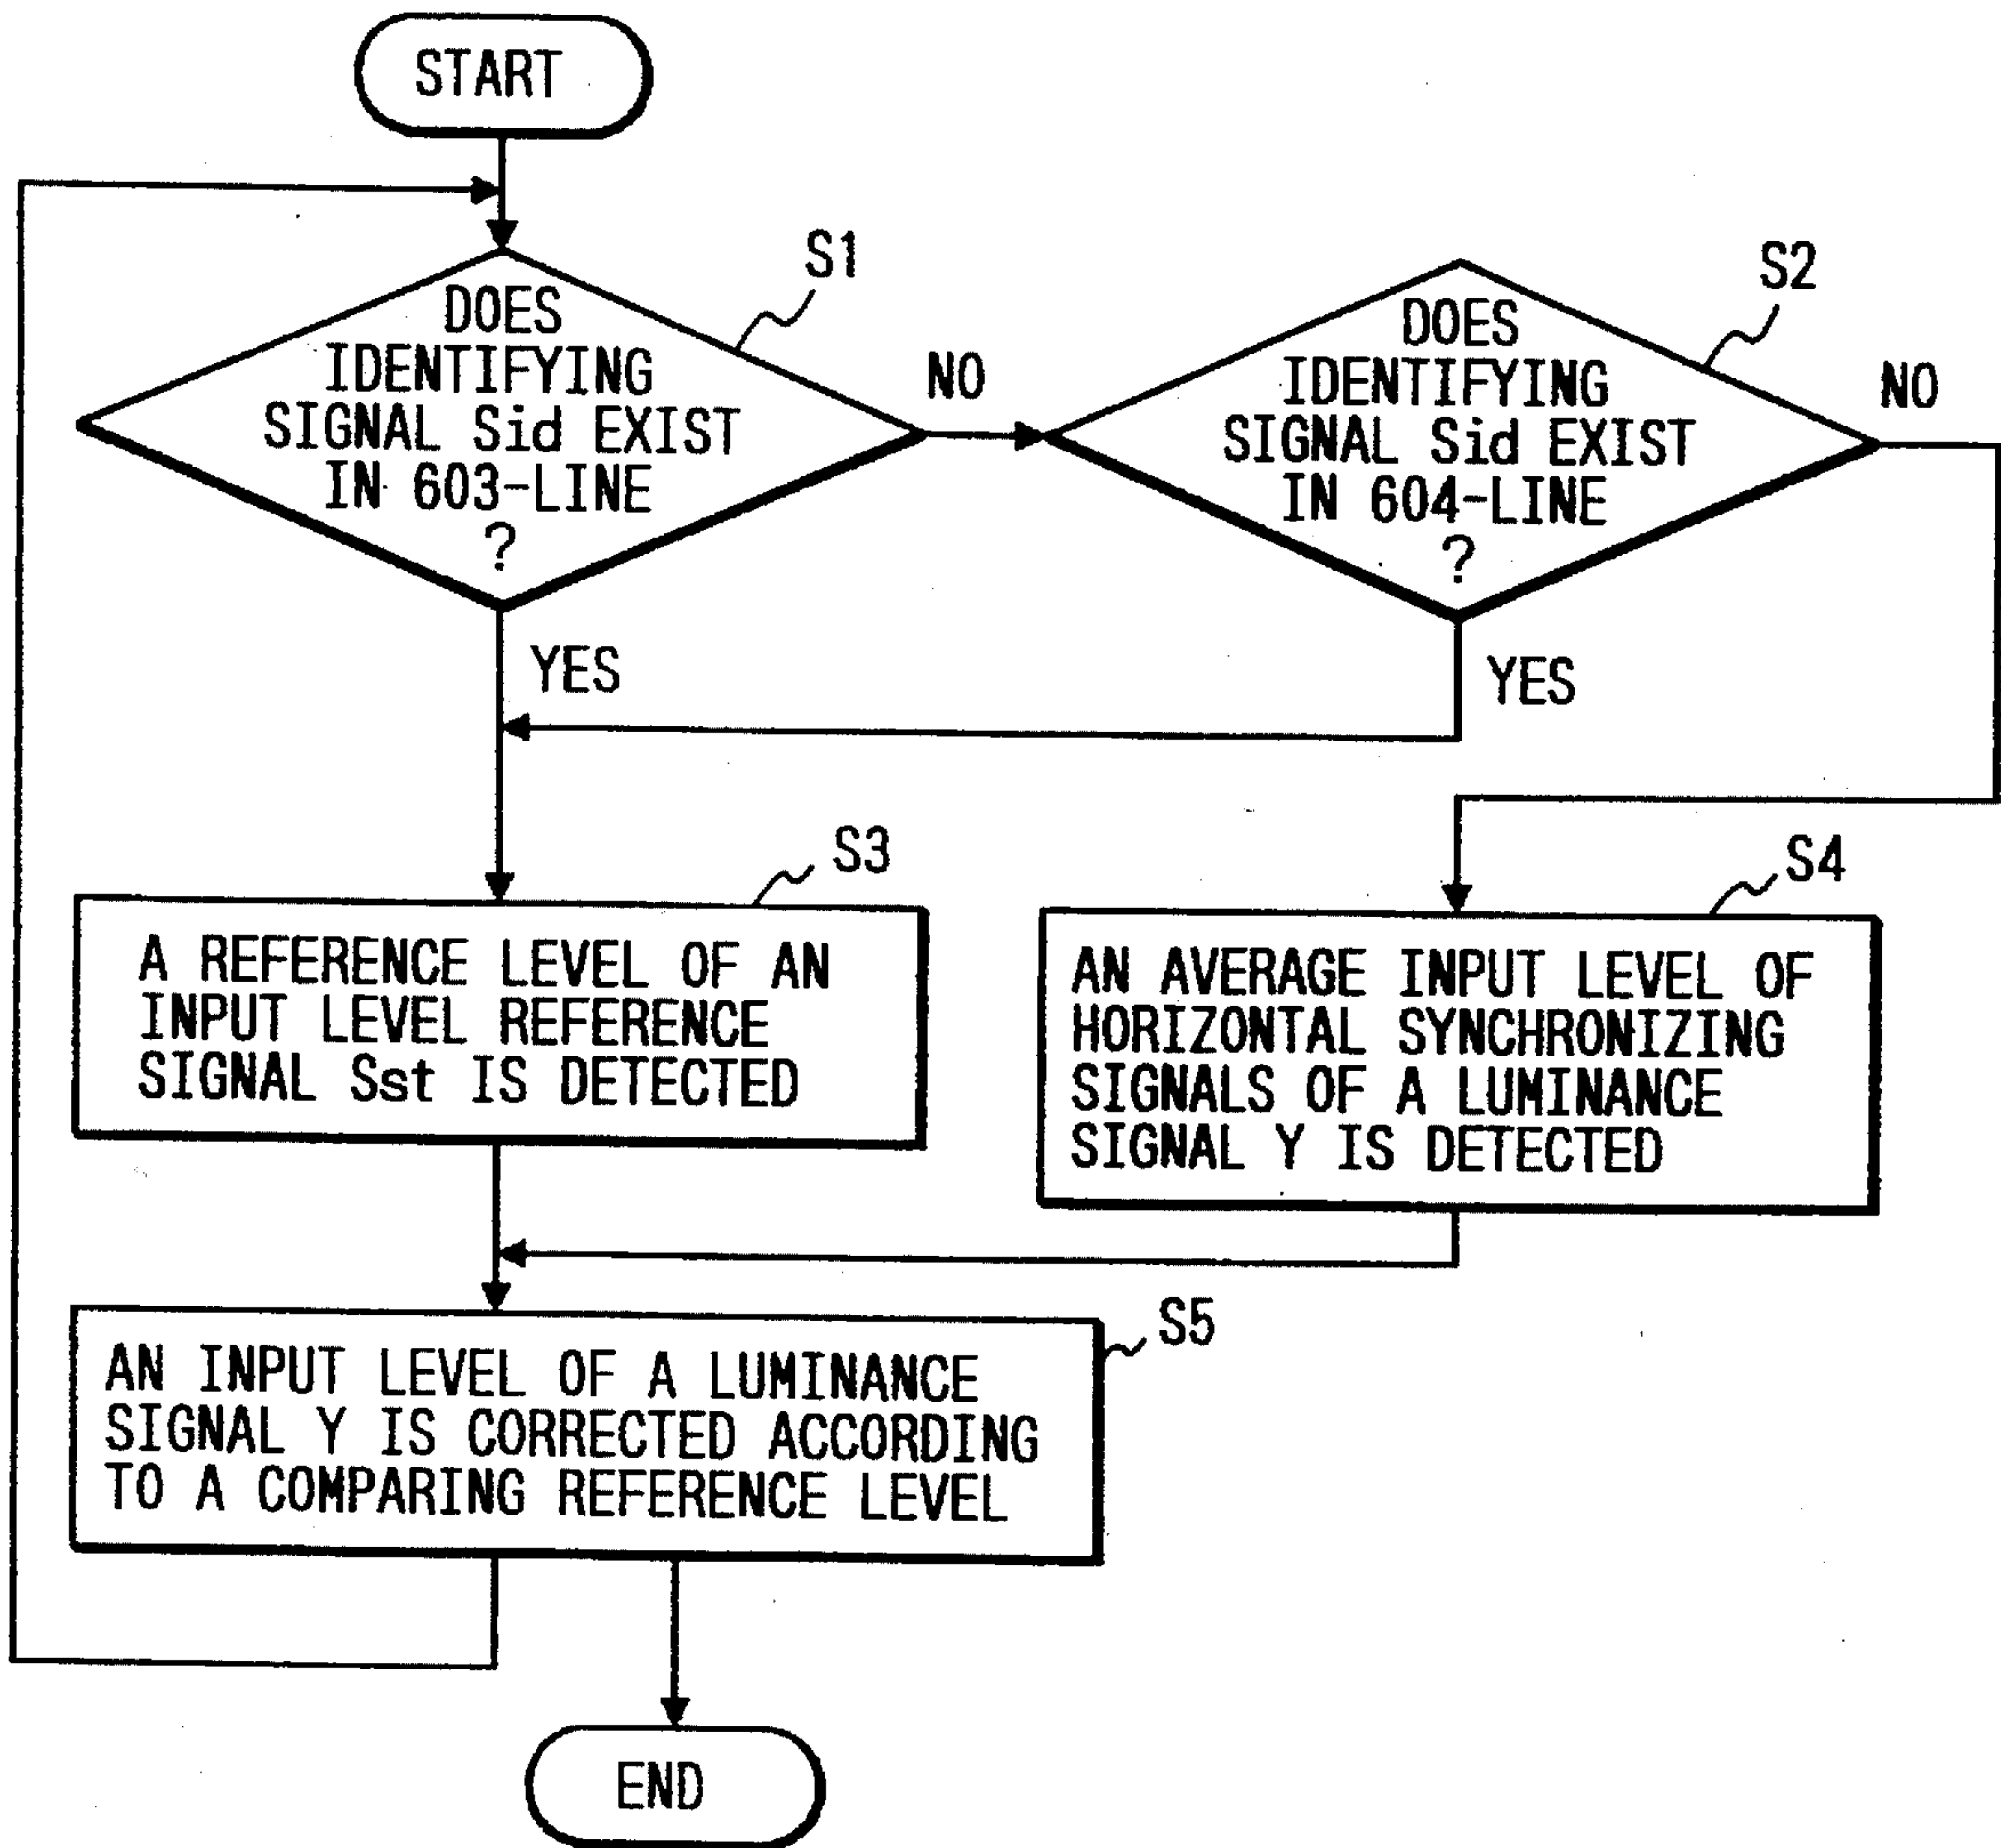 START
S1
DOES
IDENTIFYING
SIGNAL Sid EXIST
IN 603-LINE
?
NO
YES
S2
DOES
IDENTIFYING
SIGNAL Sid EXIST
IN 604-LINE
?
NO
YES
S3
A REFERENCE LEVEL OF AN
INPUT LEVEL REFERENCE
SIGNAL Sst IS DETECTED
S4
AN AVERAGE INPUT LEVEL OF
HORIZONTAL SYNCHRONIZING
SIGNALS OF A LUMINANCE
SIGNAL Y IS DETECTED
S5
AN INPUT LEVEL OF A LUMINANCE
SIGNAL Y IS CORRECTED ACCORDING
TO A COMPARING REFERENCE LEVEL
END